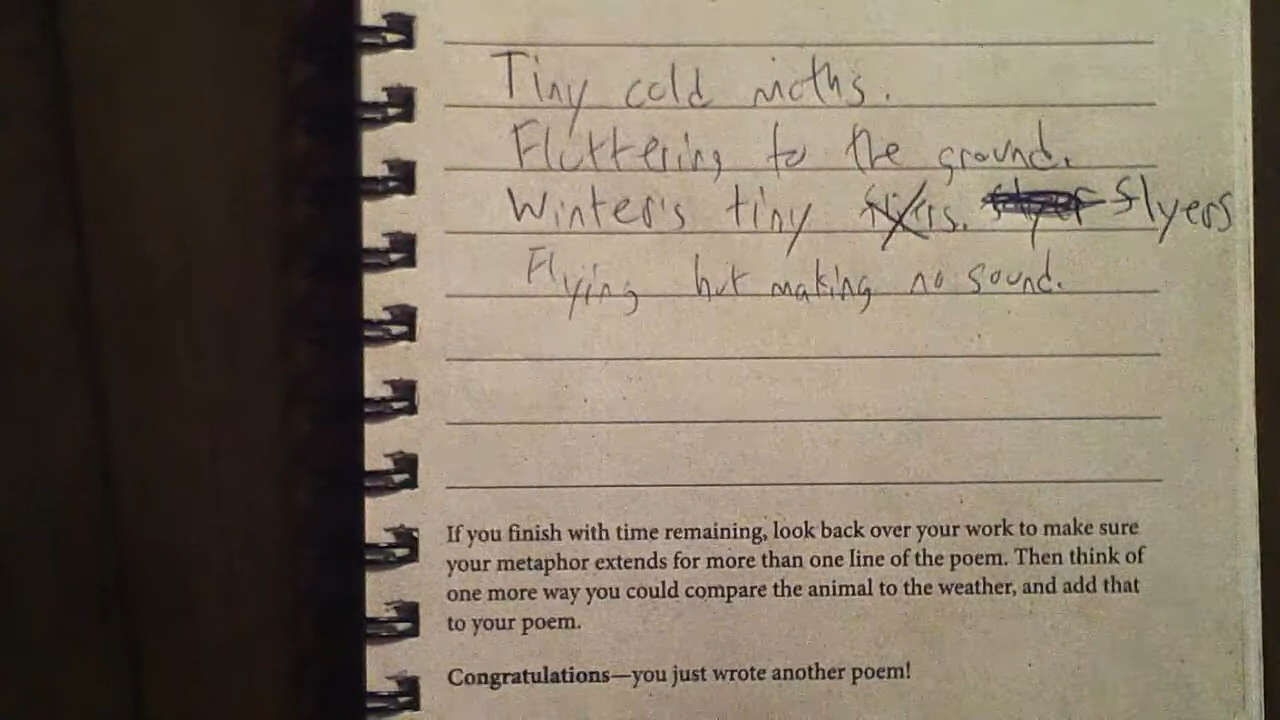 Tiny cold moths.
Fluttering to the ground.
Winter's tiny flyers
Flying but making no sound.
If you finish with time remaining, look back over your work to make sure
your metaphor extends for more than one line of the poem. Then think of
one more way you could compare the animal to the weather, and add that
to your poem.
Congratulations—you just wrote another poem!